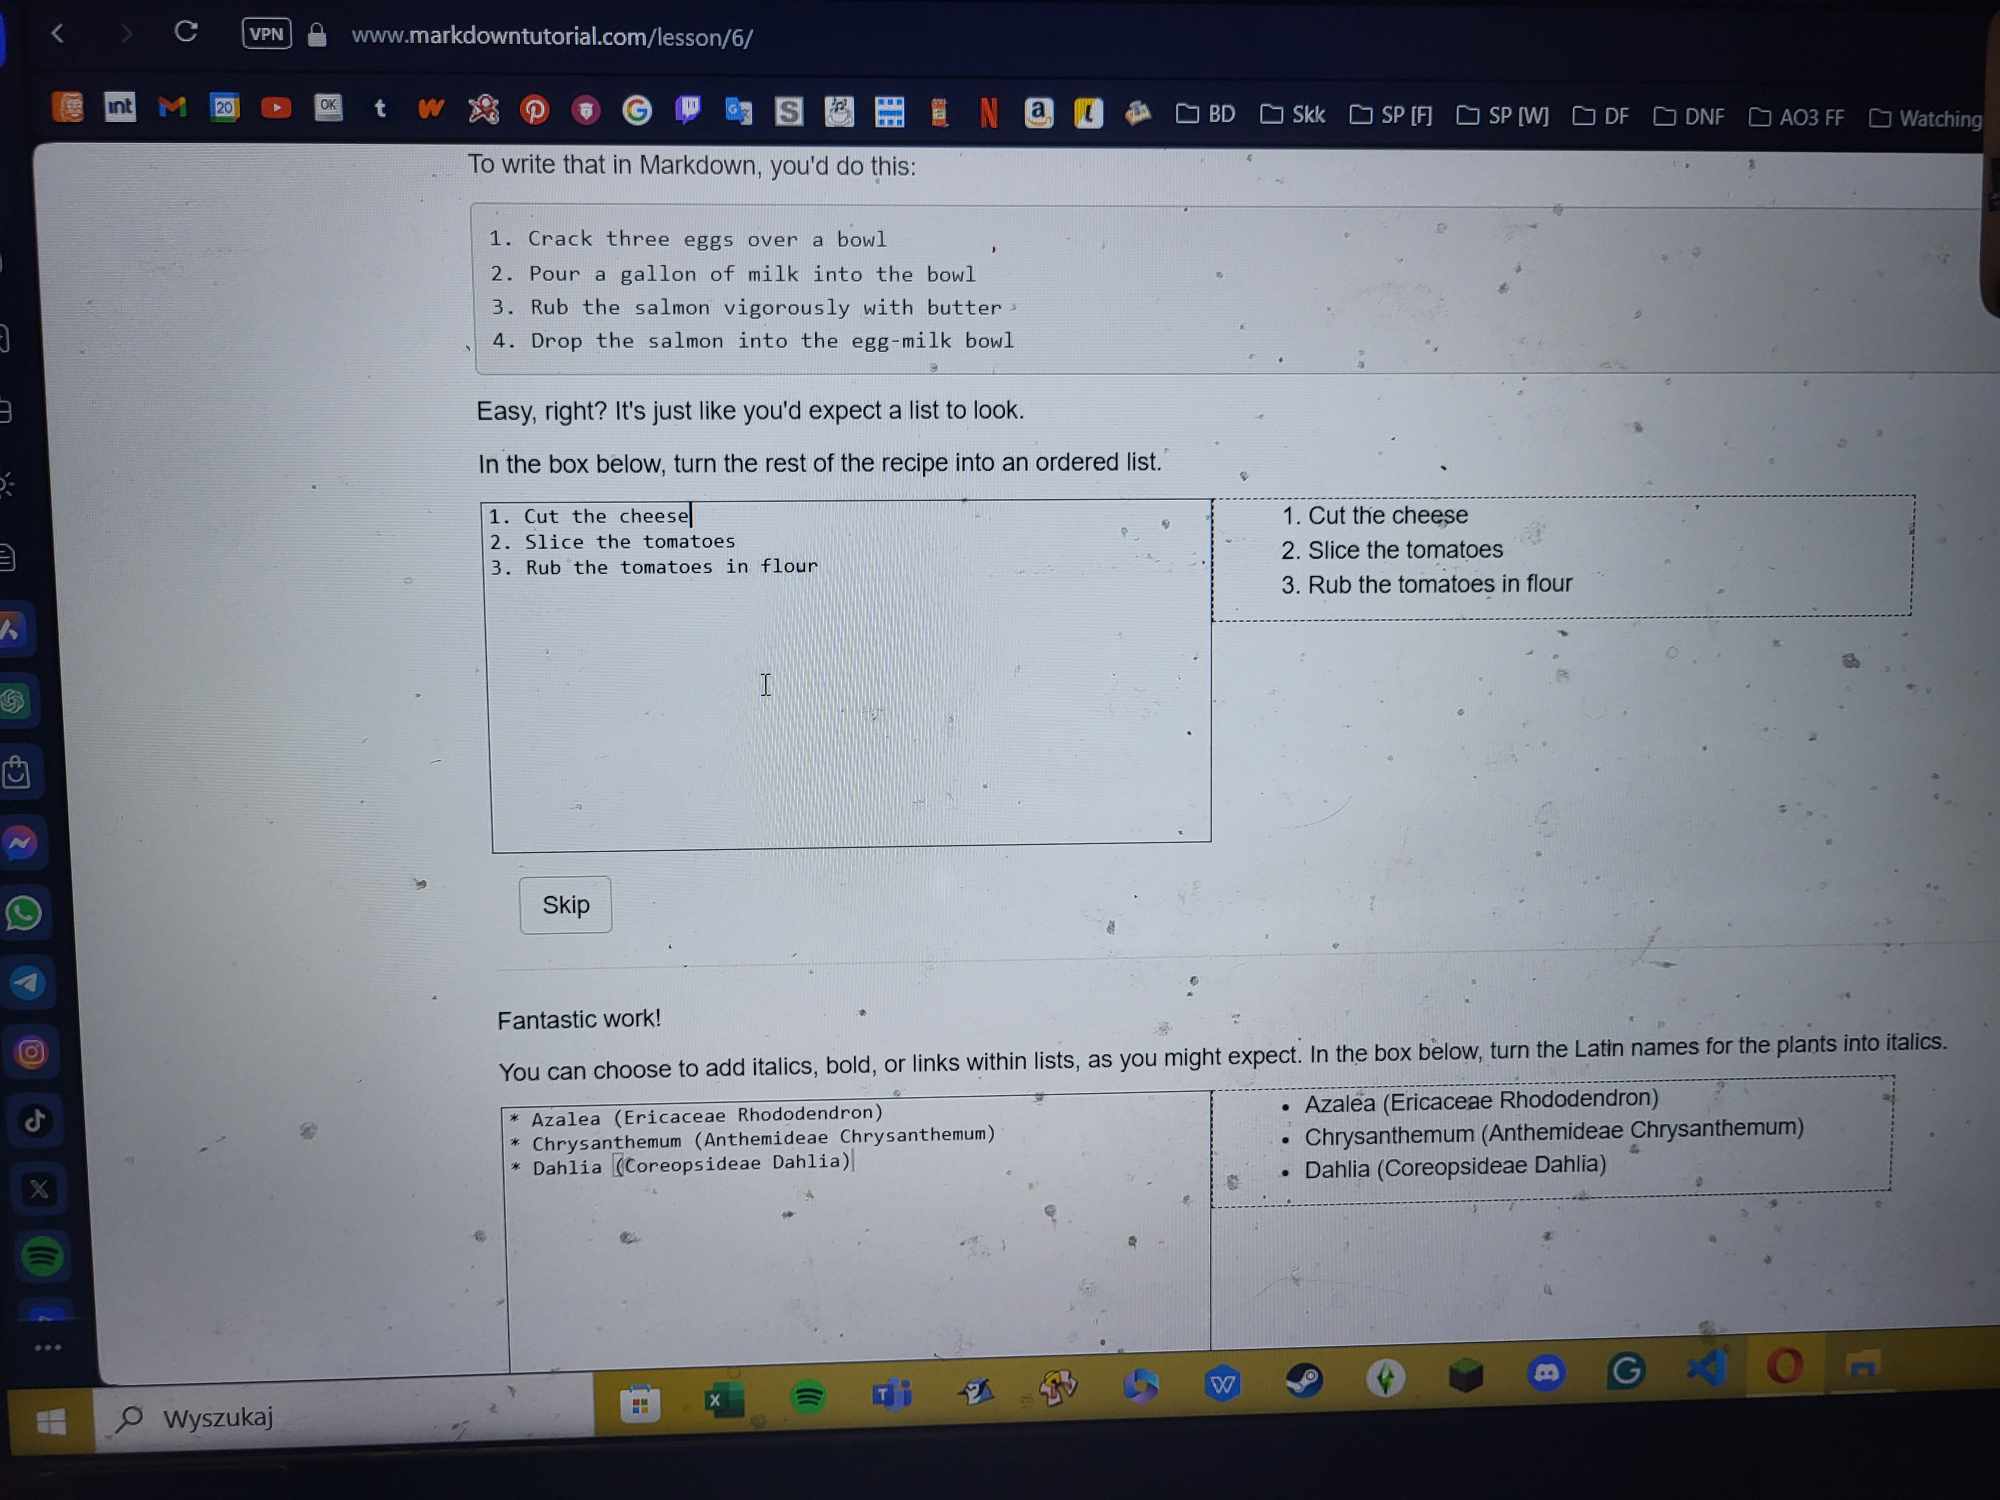 VPN
www.markdowntutorial.com/lesson/6/
int
20
OK
t
S
N
a
t
BD
Skk
SP [F]
SP [W]
DF
DNF
AO3 FF
Watching
To write that in Markdown, you'd do this:
1. Crack three eggs over a bowl
2. Pour a gallon of milk into the bowl
3. Rub the salmon vigorously with butter
4. Drop the salmon into the egg-milk bowl
Easy, right? It's just like you'd expect a list to look.
In the box below, turn the rest of the recipe into an ordered list.
1. Cut the cheese
2. Slice the tomatoes
3. Rub the tomatoes in flour
1. Cut the cheese
2. Slice the tomatoes
3. Rub the tomatoes in flour
Skip
Fantastic work!
You can choose to add italics, bold, or links within lists, as you might expect. In the box below, turn the Latin names for the plants into italics.
* Azalea (Ericaceae Rhododendron)
* Chrysanthemum (Anthemideae Chrysanthemum)
* Dahlia (Coreopsideae Dahlia)
• Azalea (Ericaceae Rhododendron)
• Chrysanthemum (Anthemideae Chrysanthemum)
• Dahlia (Coreopsideae Dahlia)
Wyszukaj